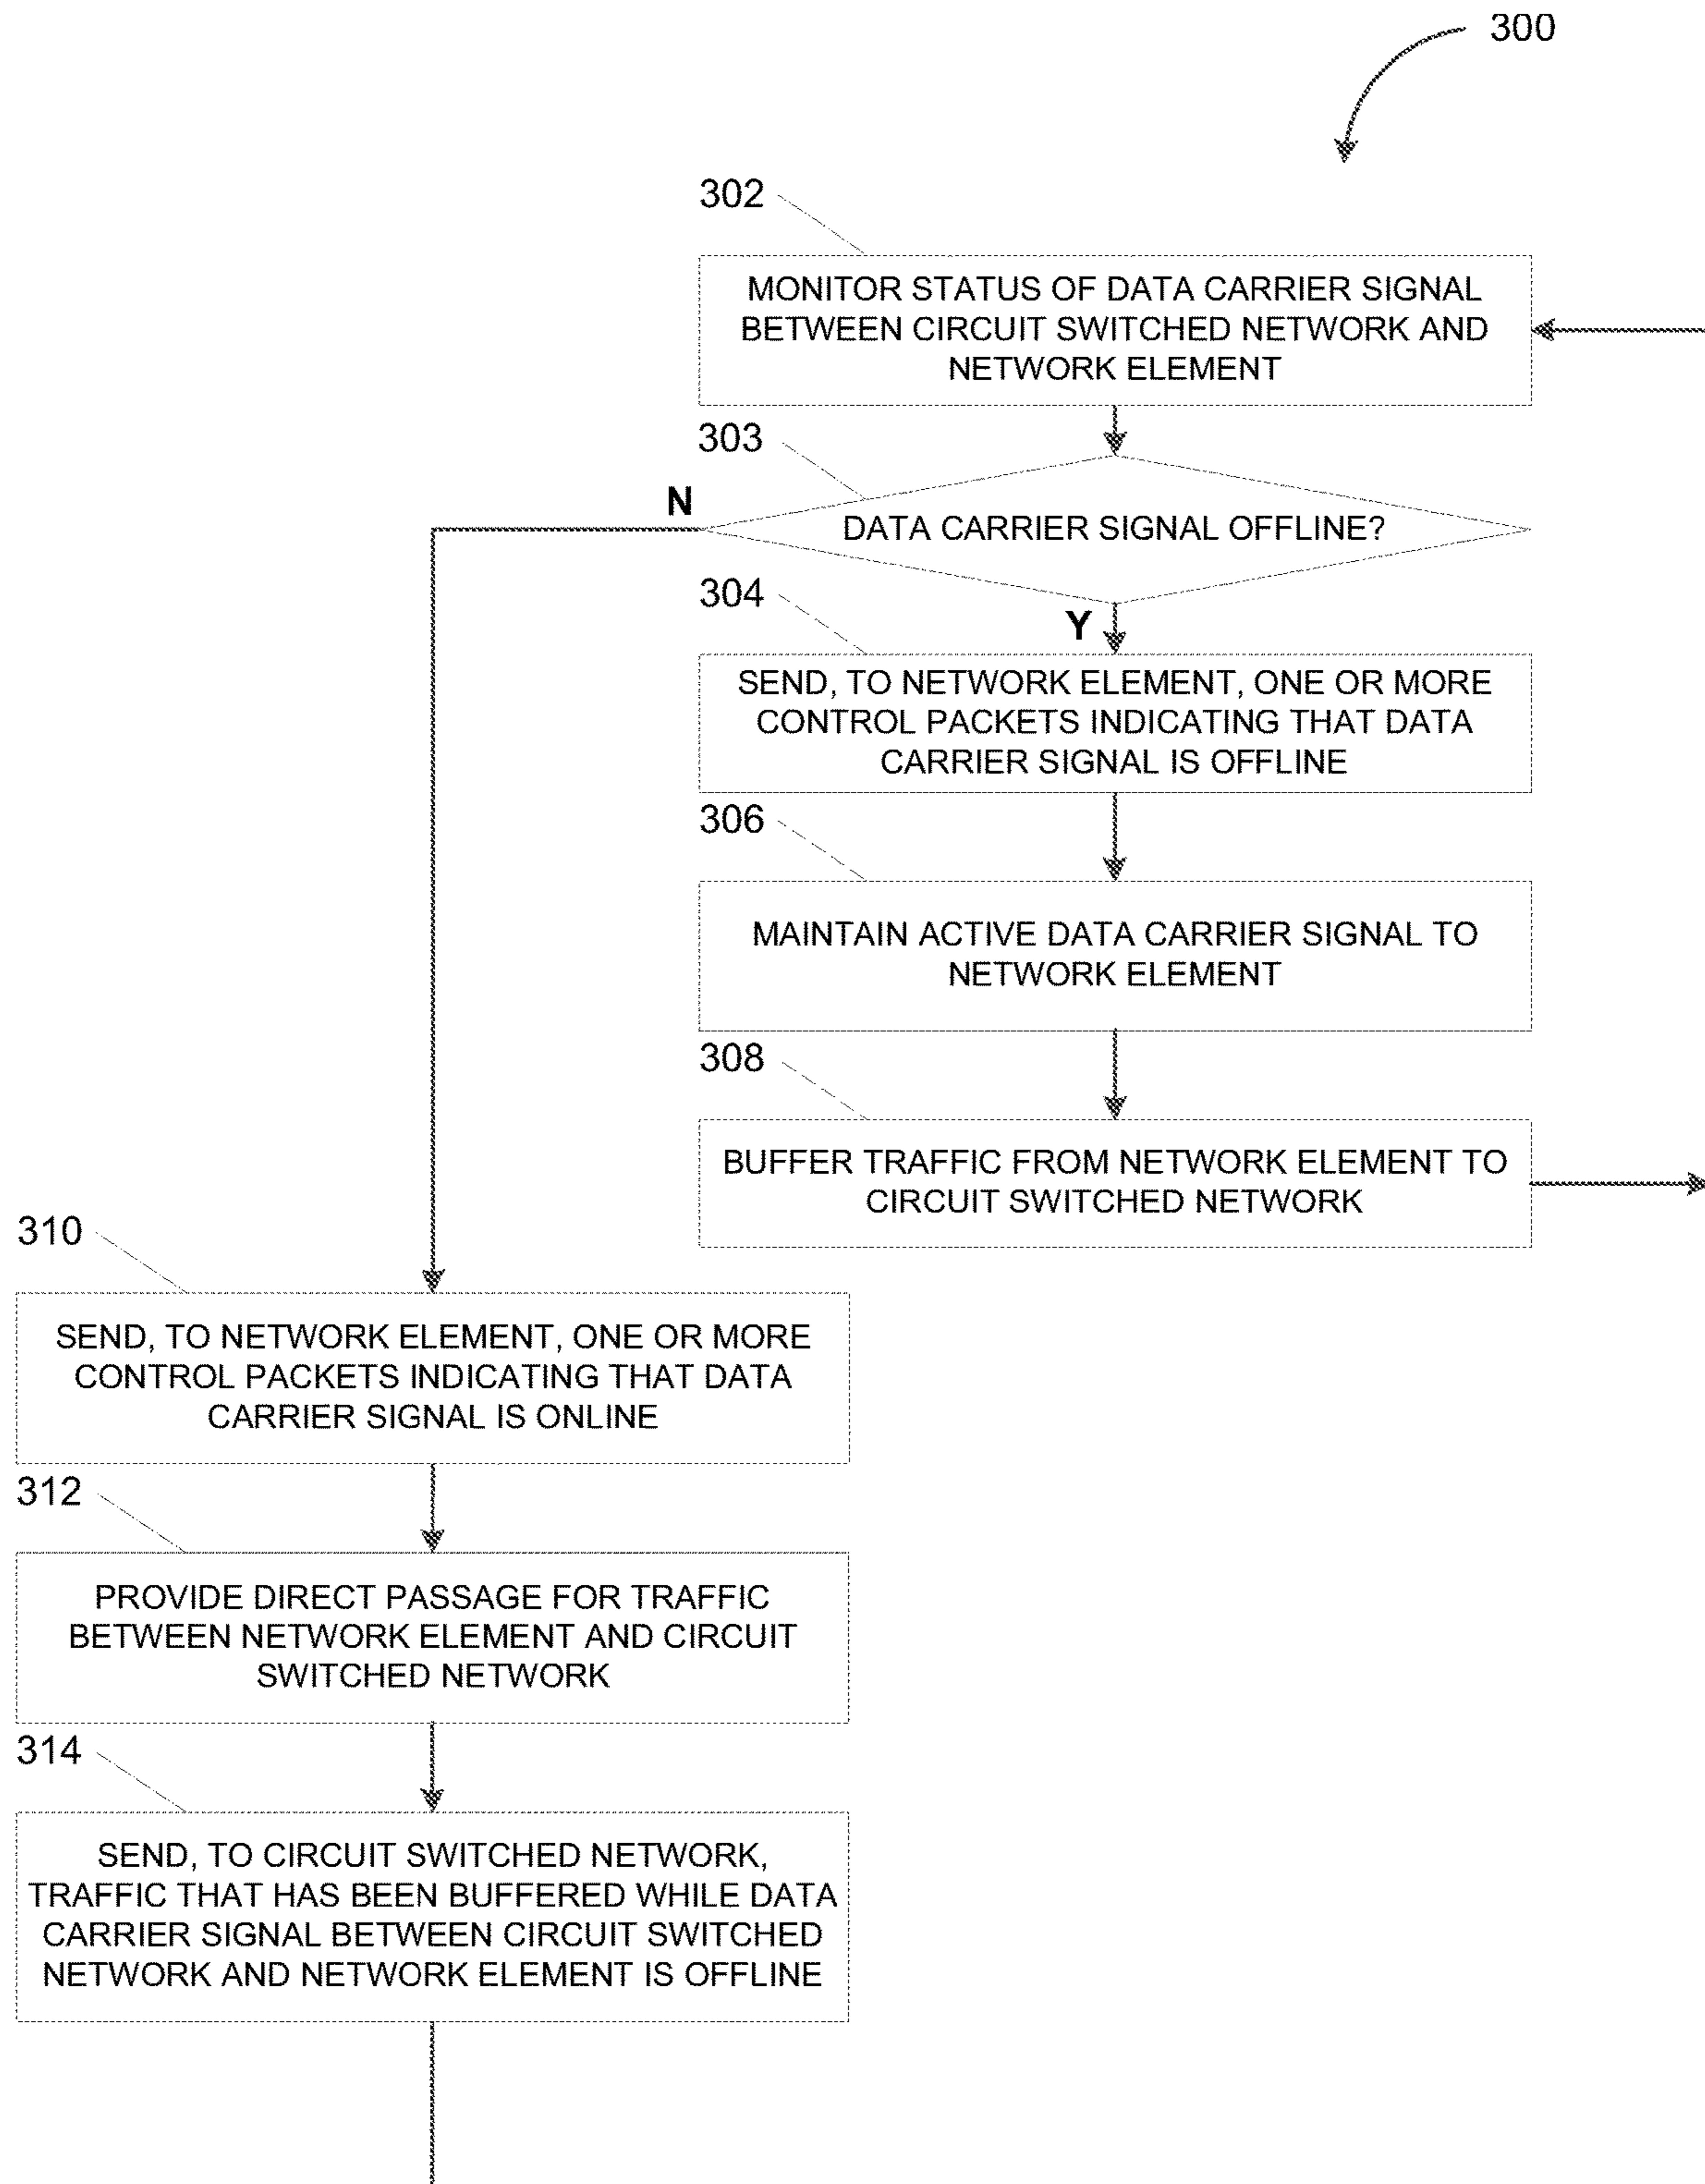 300
302
MONITOR STATUS OF DATA CARRIER SIGNAL
BETWEEN CIRCUIT SWITCHED NETWORK AND
NETWORK ELEMENT
303
N
DATA CARRIER SIGNAL OFFLINE?
304
Y
SEND, TO NETWORK ELEMENT, ONE OR MORE
CONTROL PACKETS INDICATING THAT DATA
CARRIER SIGNAL IS OFFLINE
306
MAINTAIN ACTIVE DATA CARRIER SIGNAL TO
NETWORK ELEMENT
308
BUFFER TRAFFIC FROM NETWORK ELEMENT TO
CIRCUIT SWITCHED NETWORK
310
SEND, TO NETWORK ELEMENT, ONE OR MORE
CONTROL PACKETS INDICATING THAT DATA
CARRIER SIGNAL IS ONLINE
312
PROVIDE DIRECT PASSAGE FOR TRAFFIC
BETWEEN NETWORK ELEMENT AND CIRCUIT
SWITCHED NETWORK
314
SEND, TO CIRCUIT SWITCHED NETWORK,
TRAFFIC THAT HAS BEEN BUFFERED WHILE DATA
CARRIER SIGNAL BETWEEN CIRCUIT SWITCHED
NETWORK AND NETWORK ELEMENT IS OFFLINE